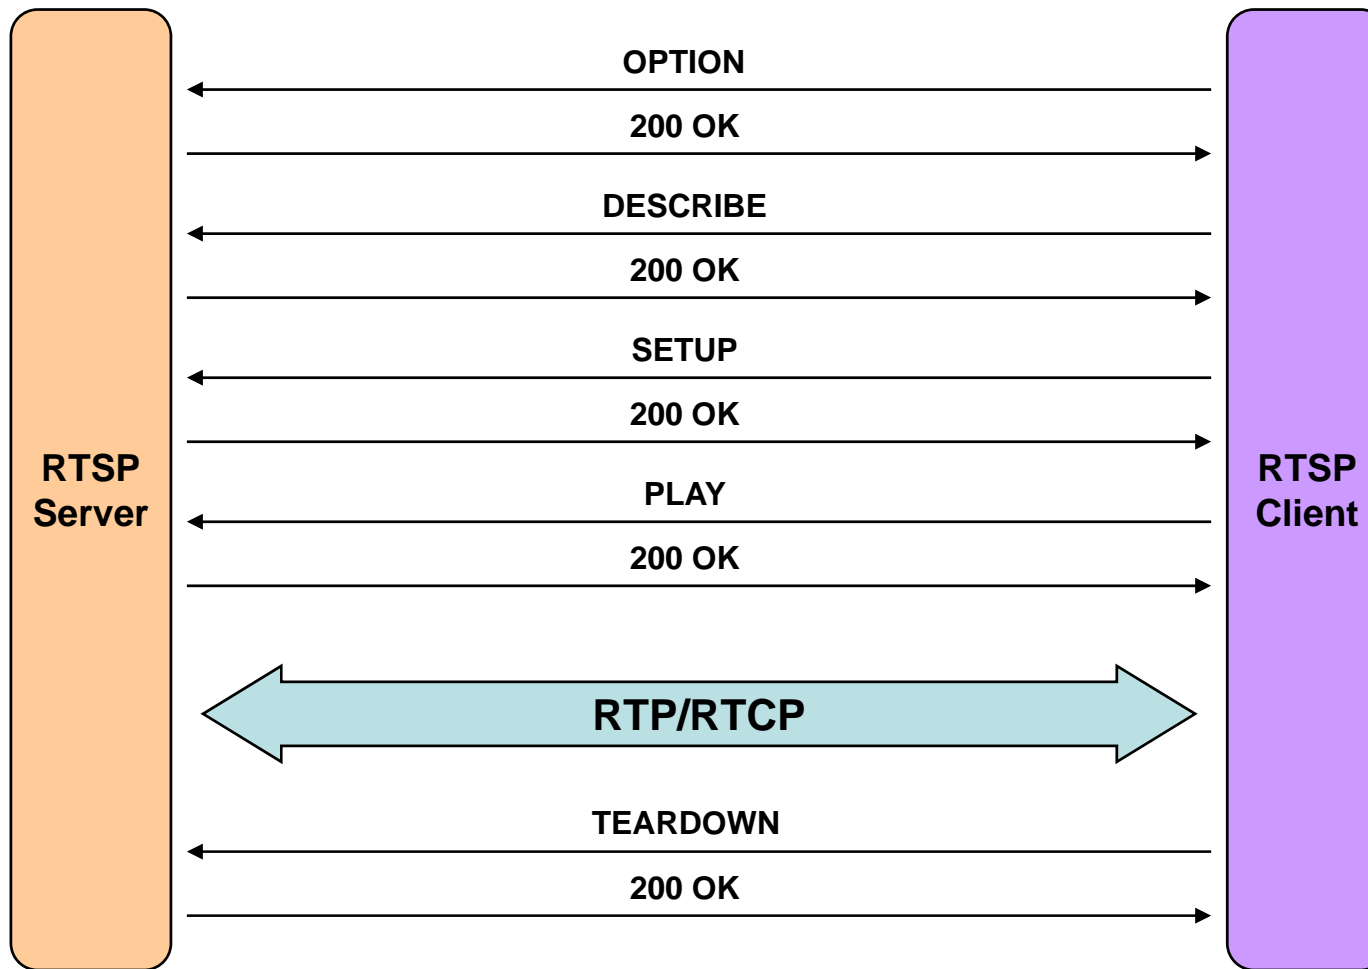 OPTION
200 OK
DESCRIBE
200 OK
SETUP
200 OK
RTSP
Server
PLAY
RTSP
Client
200 OK
RTP/RTCP
TEARDOWN
200 OK